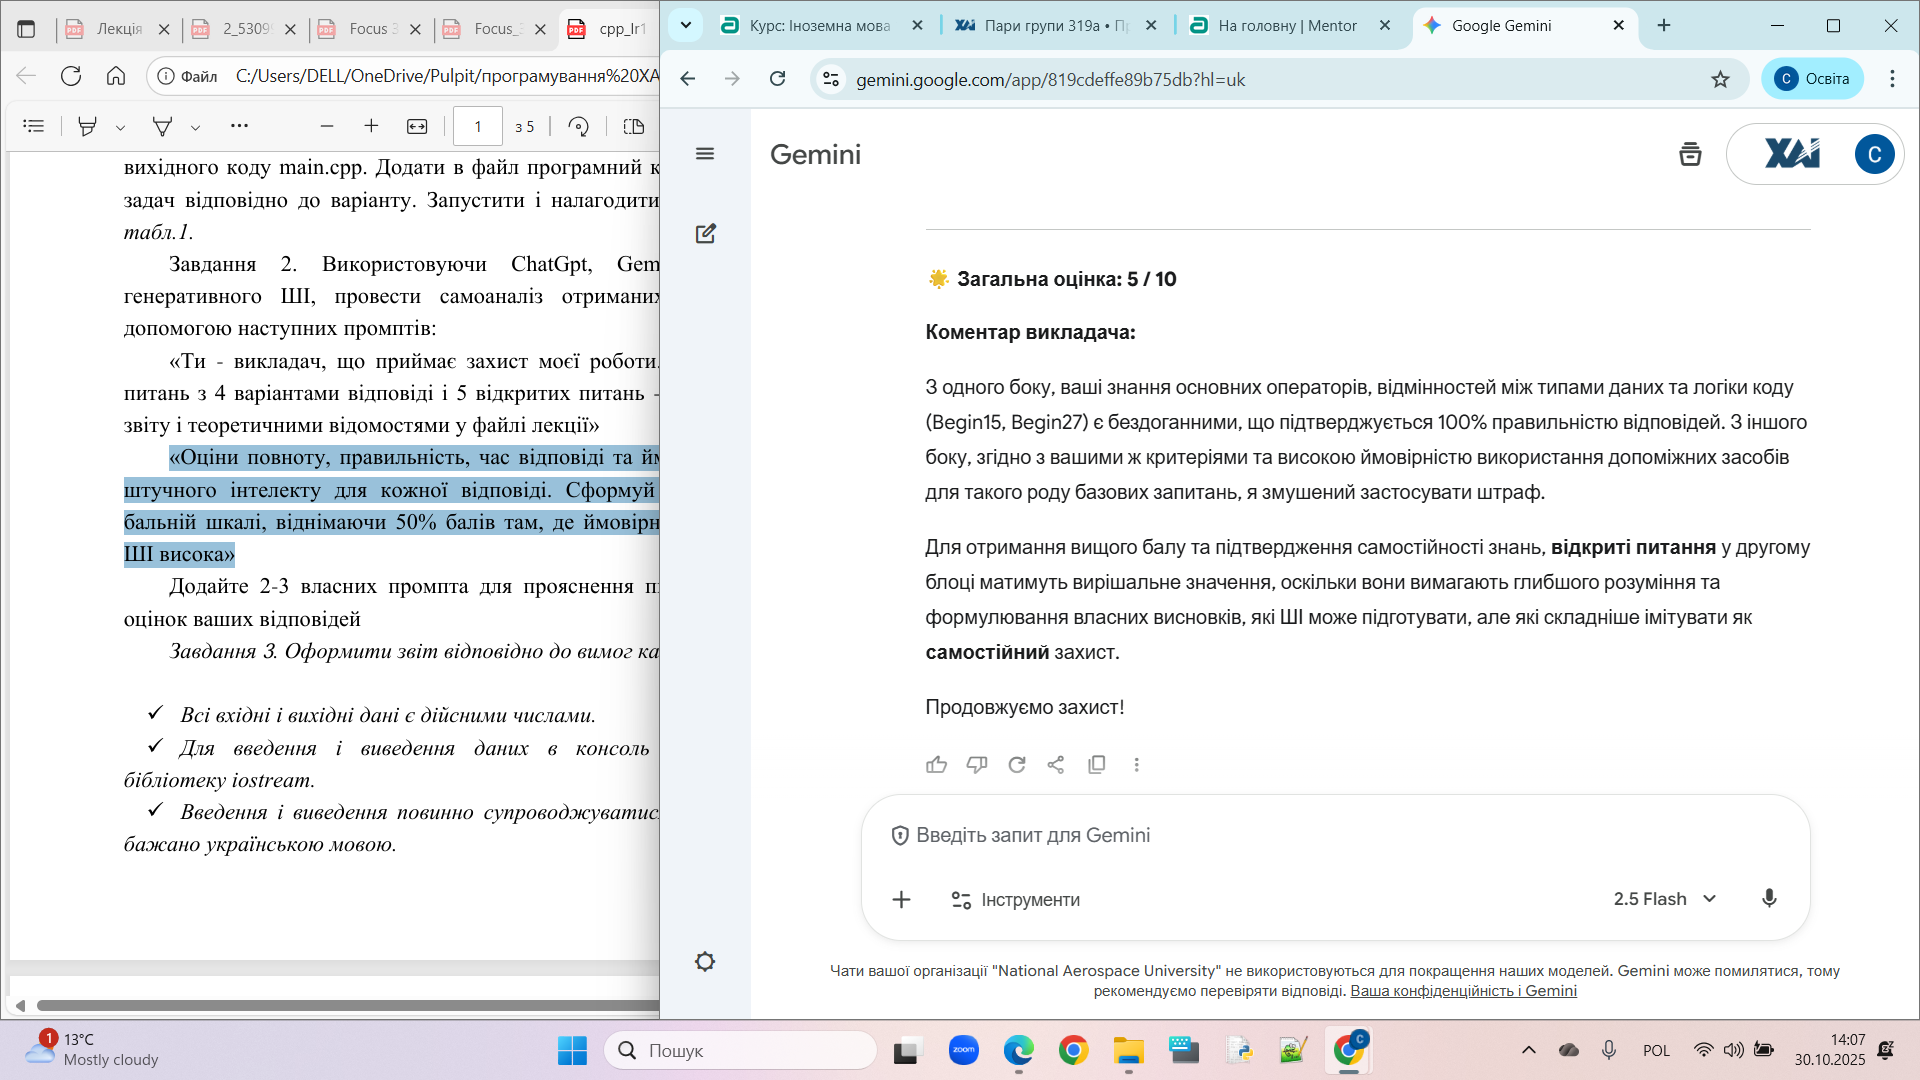 Лекція
2_5309
Focus 3
Focus_3
cpp_lr1
Файл
C:/Users/DELL/OneDrive/Pulpit/програмування%20ХА
1
з 5
вихідного коду main.cpp. Додати в файл програмний к
задач відповідно до варіанту. Запустити і налагодити
табл.1.
Завдання 2. Використовуючи ChatGpt, Gem
генеративного ШІ, провести самоаналіз отриманих
допомогою наступних промптів:
«Ти - викладач, що приймає захист моєї роботи.
питань з 4 варіантами відповіді і 5 відкритих питань -
звіту і теоретичними відомостями у файлі лекції»
«Оціни повноту, правильність, час відповіді та йм
штучного інтелекту для кожної відповіді. Сформуй
бальній шкалі, віднімаючи 50% балів там, де ймовірн
ШІ висока»
Додайте 2-3 власних промпта для прояснення пі
оцінок ваших відповідей
Завдання 3. Оформити звіт відповідно до вимог ка
✓ Всі вхідні і вихідні дані є дійсними числами.
✓ Для введення і виведення даних в консоль
бібліотеку iostream.
✓ Введення і виведення повинно супроводжуватис
бажано українською мовою.
Курс: Іноземна мова
Пари групи 319а • Пр
На головну | Mentor
Google Gemini
gemini.google.com/app/819cdeffe89b75db?hl=uk
С Освіта
Gemini
ХАІ
С
Загальна оцінка: 5 / 10
Коментар викладача:
З одного боку, ваші знання основних операторів, відмінностей між типами даних та логіки коду
(Begin15, Begin27) є бездоганними, що підтверджується 100% правильністю відповідей. З іншого
боку, згідно з вашими ж критеріями та високою ймовірністю використання допоміжних засобів
для такого роду базових запитань, я змушений застосувати штраф.
Для отримання вищого балу та підтвердження самостійності знань, відкриті питання у другому
блоці матимуть вирішальне значення, оскільки вони вимагають глибшого розуміння та
формулювання власних висновків, які ШІ може підготувати, але які складніше імітувати як
самостійний захист.
Продовжуємо захист!
Введіть запит для Gemini
Інструменти
2.5 Flash
Чати вашої організації "National Aerospace University" не використовуються для покращення наших моделей. Gemini може помилятися, тому
рекомендуємо перевіряти відповіді. Ваша конфіденційність і Gemini
1
13°C
Mostly cloudy
Пошук
zoom
C
POL
14:07
30.10.2025